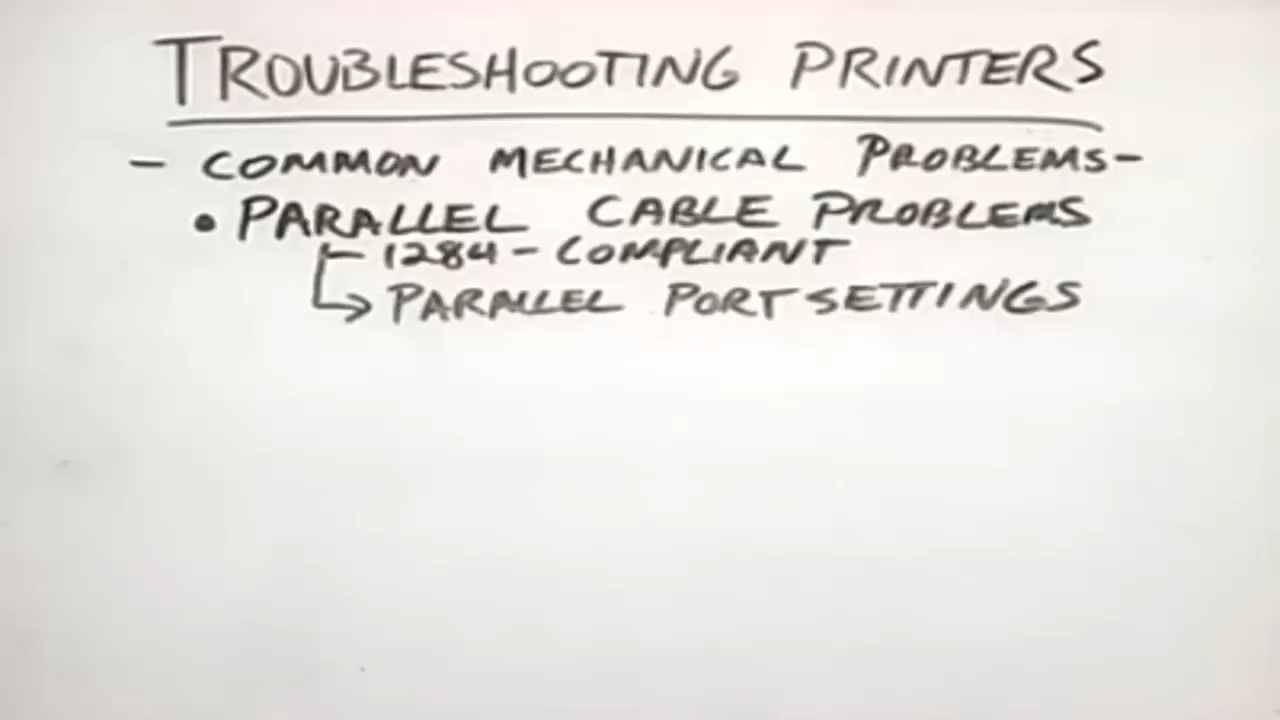 TROUBLESHOOTING PRINTERS
- COMMON MECHANICAL PROBLEMS-
• PARALLEL CABLE PROBLEMS
1284 - COMPLIANT
PARALLEL PORT SETTINGS